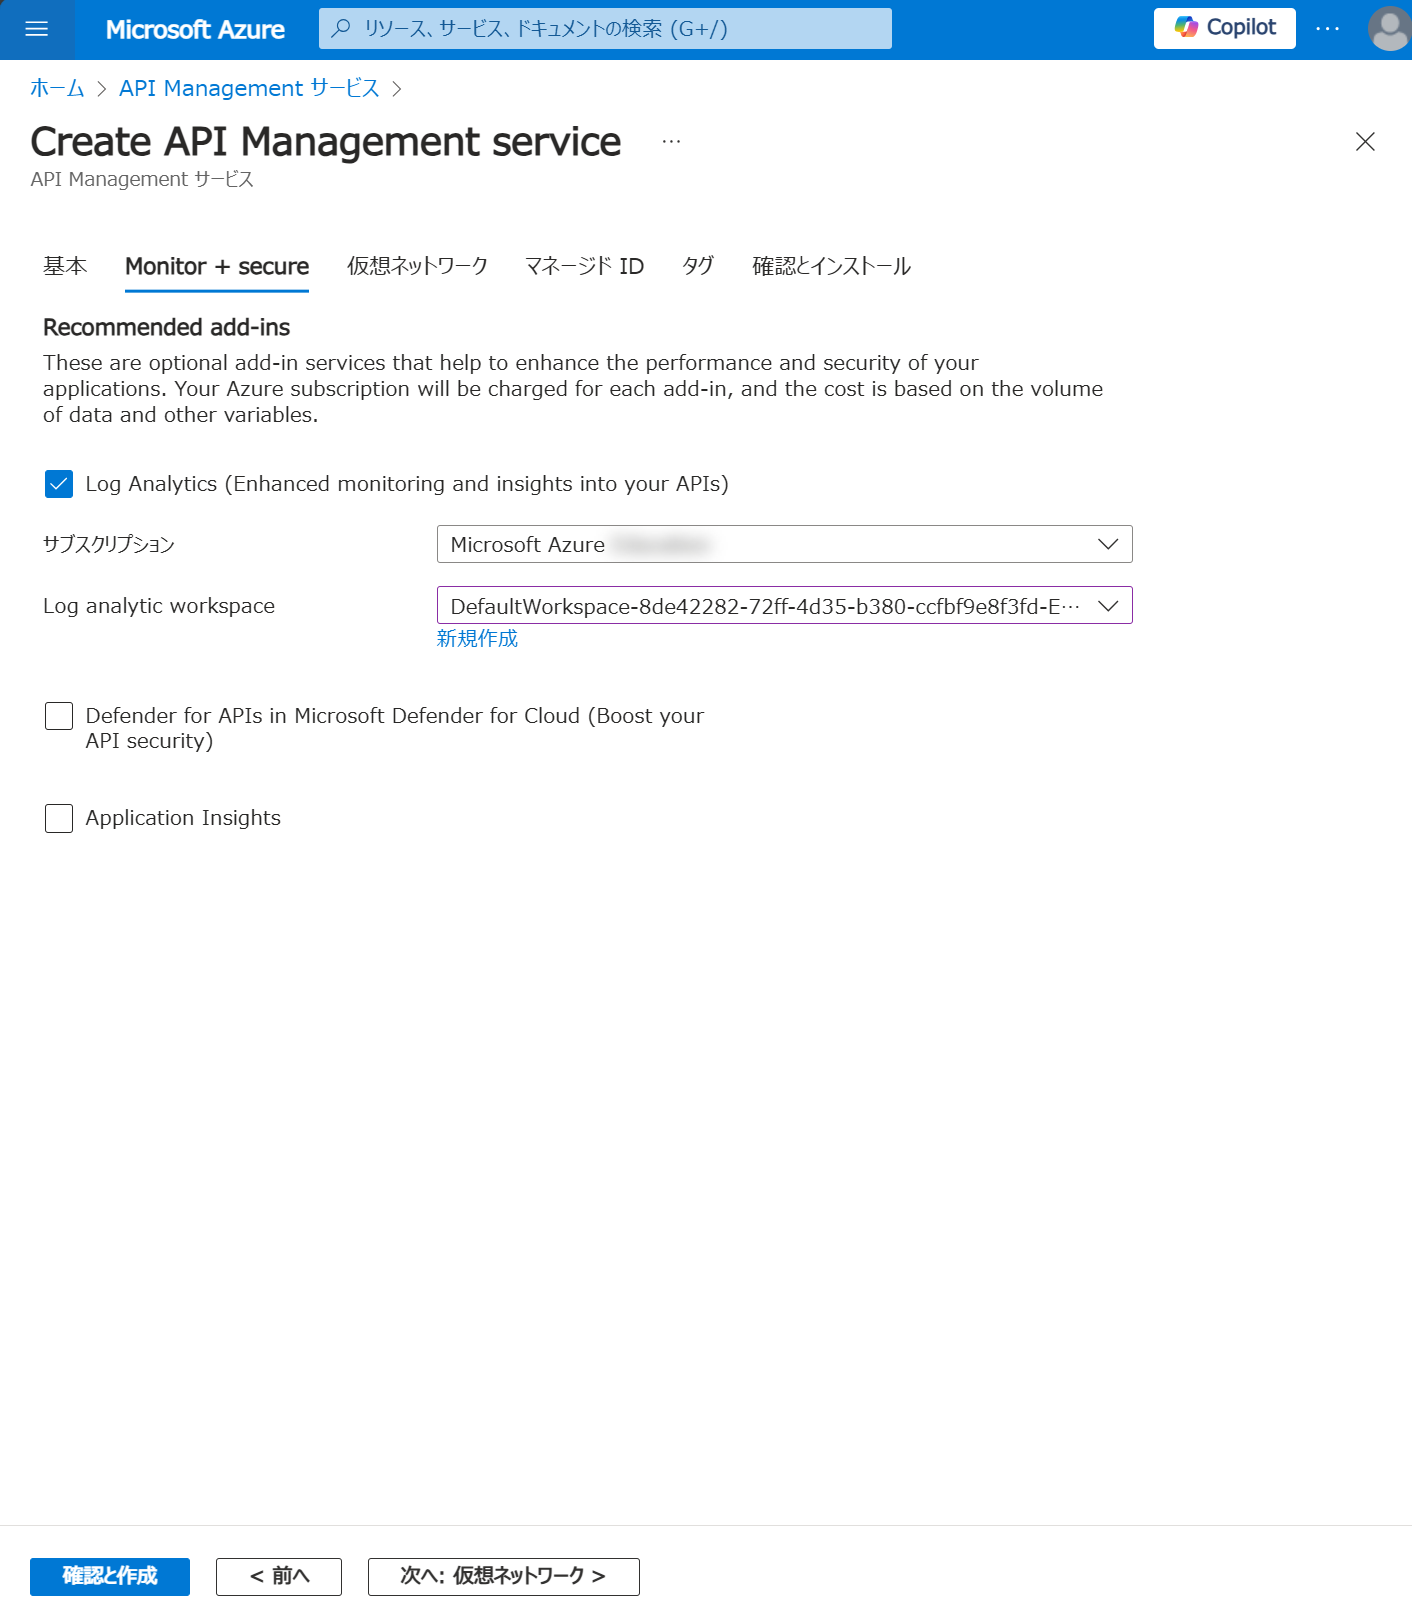 Microsoft Azure
リソース、サービス、ドキュメントの検索 (G+/)
Copilot
…
ホーム > API Management サービス >
Create API Management service …
API Management サービス
基本 Monitor + secure 仮想ネットワーク マネージド ID タグ 確認とインストール
Recommended add-ins
These are optional add-in services that help to enhance the performance and security of your
applications. Your Azure subscription will be charged for each add-in, and the cost is based on the volume
of data and other variables.
Log Analytics (Enhanced monitoring and insights into your APIs)
サブスクリプション Microsoft Azure
Log analytic workspace DefaultWorkspace-8de42282-72ff-4d35-b380-ccfbf9e8f3fd-E…
新規作成
Defender for APIs in Microsoft Defender for Cloud (Boost your
API security)
Application Insights
確認と作成 < 前へ 次へ: 仮想ネットワーク >